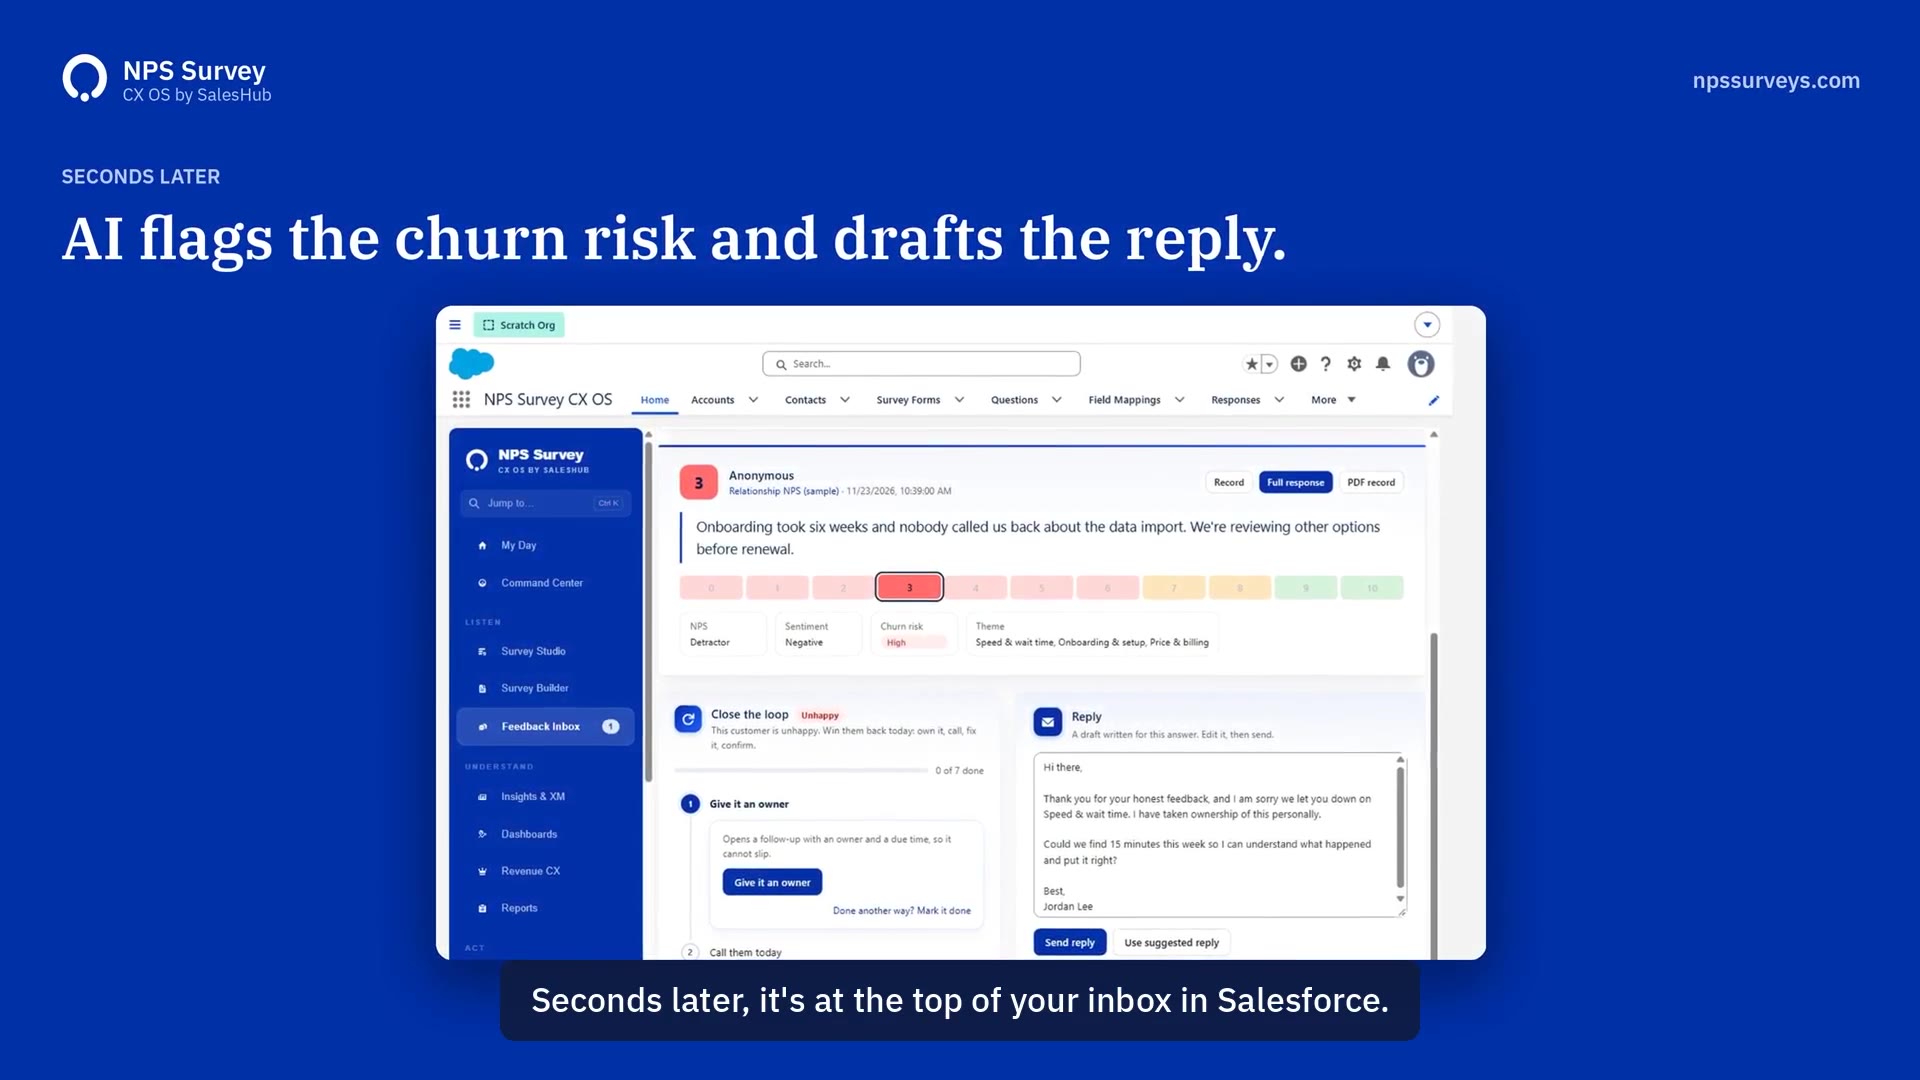 NPS Survey
CX OS by SalesHub
npssurveys.com
SECONDS LATER
AI flags the churn risk and drafts the reply.
Scratch Org
Search...
NPS Survey CX OS
Home
Accounts
Contacts
Survey Forms
Questions
Field Mappings
Responses
More
NPS Survey
CX OS BY SALESHUB
Jump to...
Ctrl K
My Day
Command Center
LISTEN
Survey Studio
Survey Builder
Feedback Inbox
1
UNDERSTAND
Insights & XM
Dashboards
Revenue CX
Reports
ACT
3
Anonymous
Relationship NPS (sample) - 11/23/2026, 10:39:00 AM
Record
Full response
PDF record
Onboarding took six weeks and nobody called us back about the data import. We're reviewing other options
before renewal.
0
1
2
3
4
5
6
7
8
9
10
NPS
Detractor
Sentiment
Negative
Churn risk
High
Theme
Speed & wait time, Onboarding & setup, Price & billing
Close the loop
Unhappy
This customer is unhappy. Win them back today: own it, call, fix
it, confirm.
0 of 7 done
1
Give it an owner
Opens a follow-up with an owner and a due time, so it
cannot slip.
Give it an owner
Done another way? Mark it done
2
Call them today
Reply
A draft written for this answer. Edit it, then send.
Hi there,
Thank you for your honest feedback, and I am sorry we let you down on
Speed & wait time. I have taken ownership of this personally.
Could we find 15 minutes this week so I can understand what happened
and put it right?
Best,
Jordan Lee
Send reply
Use suggested reply
Seconds later, it's at the top of your inbox in Salesforce.